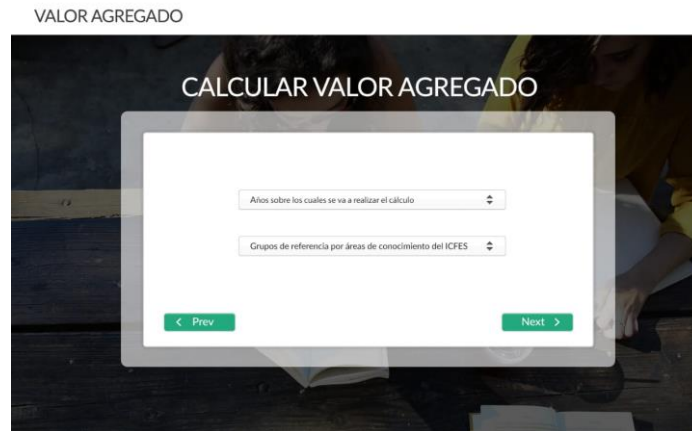 VALOR AGREGADO
CALCULAR VALOR AGREGADO
Años sobre los cuales se va a realizar el cálculo
Grupos de referencia por áreas de conocimiento del ICFES
Prev
Next